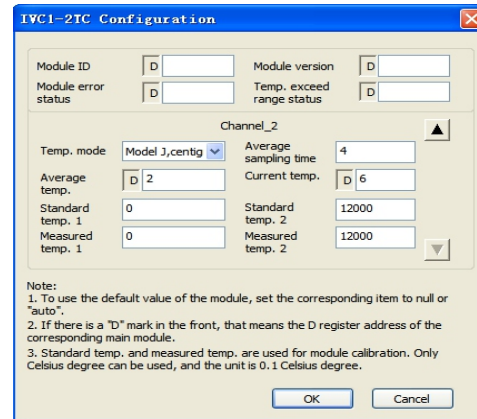 IVC1-2TC Configuration
Module ID D Module version D
Module error status D Temp. exceed range status D
Channel_2
Temp. mode Model J,centig Average sampling time 4
Average temp. D 2 Current temp. D 6
Standard temp. 1 0 Standard temp. 2 12000
Measured temp. 1 0 Measured temp. 2 12000
Note:
1. To use the default value of the module, set the corresponding item to null or
"auto".
2. If there is a "D" mark in the front, that means the D register address of the
corresponding main module.
3. Standard temp. and measured temp. are used for module calibration. Only
Celsius degree can be used, and the unit is 0.1 Celsius degree.
OK Cancel